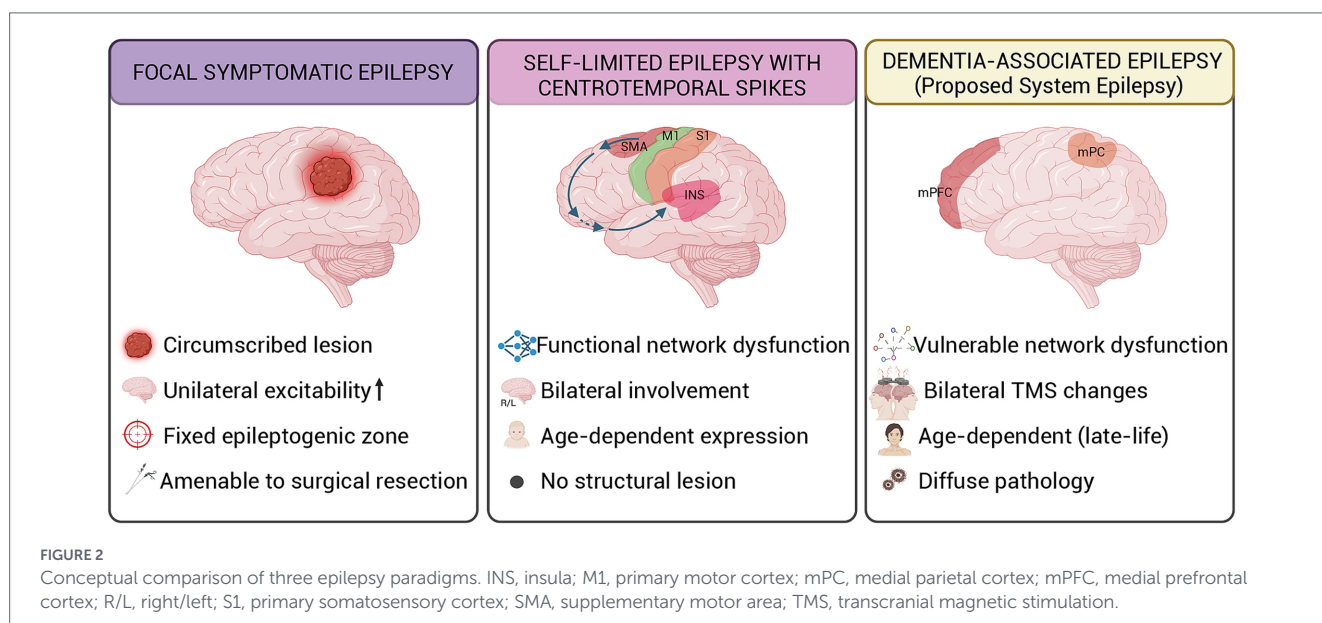 FOCAL SYMPTOMATIC EPILEPSY
Circumscribed lesion
Unilateral excitability ↑
Fixed epileptogenic zone
Amenable to surgical resection
SELF-LIMITED EPILEPSY WITH
CENTROTEMPORAL SPIKES
SMA
M1
S1
INS
Functional network dysfunction
R/L
Bilateral involvement
Age-dependent expression
No structural lesion
DEMENTIA-ASSOCIATED EPILEPSY
(Proposed System Epilepsy)
mPC
mPFC
Vulnerable network dysfunction
Bilateral TMS changes
Age-dependent (late-life)
Diffuse pathology
FIGURE 2
Conceptual comparison of three epilepsy paradigms. INS, insula; M1, primary motor cortex; mPC, medial parietal cortex; mPFC, medial prefrontal
cortex; R/L, right/left; S1, primary somatosensory cortex; SMA, supplementary motor area; TMS, transcranial magnetic stimulation.